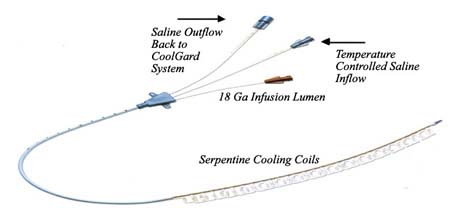 Saline Outflow
Back to
CoolGard
System
Temperature
Controlled Saline
Inflow
18 Ga Infusion Lumen
Serpentine Cooling Coils